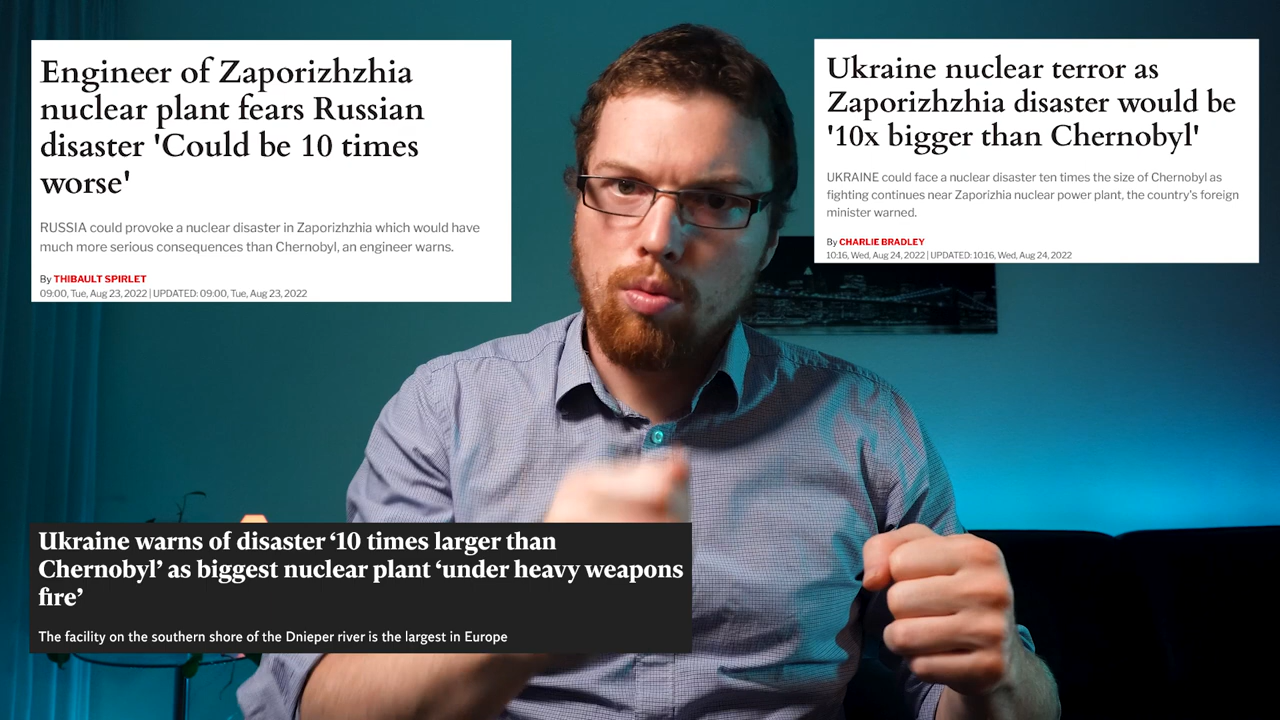 Engineer of Zaporizhzhia
nuclear plant fears Russian
disaster 'Could be 10 times
worse'
RUSSIA could provoke a nuclear disaster in Zaporizhzhia which would have
much more serious consequences than Chernobyl, an engineer warns.
By THIBAULT SPIRLET
09:00, Tue, Aug 23, 2022 | UPDATED: 09:00, Tue, Aug 23, 2022
Ukraine nuclear terror as
Zaporizhzhia disaster would be
'10x bigger than Chernobyl'
UKRAINE could face a nuclear disaster ten times the size of Chernobyl as
fighting continues near Zaporizhia nuclear power plant, the country's foreign
minister warned.
By CHARLIE BRADLEY
10:16, Wed, Aug 24, 2022 | UPDATED: 10:16, Wed, Aug 24, 2022
Ukraine warns of disaster ‘10 times larger than
Chernobyl’ as biggest nuclear plant ‘under heavy weapons
fire’
The facility on the southern shore of the Dnieper river is the largest in Europe